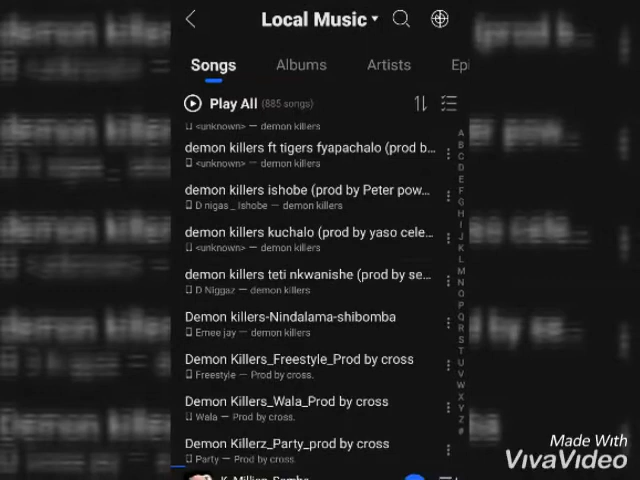 Local Music
Songs Albums Artists Epi
Play All (885 songs)
<unknown> — demon killers
demon killers ft tigers fyapachalo (prod b...
<unknown> — demon killers
demon killers ishobe (prod by Peter pow...
D nigas _ Ishobe — demon killers
demon killers kuchalo (prod by yaso cele...
<unknown> — demon killers
demon killers teti nkwanishe (prod by se...
D Niggaz — demon killers
Demon killers-Nindalama-shibomba
Emee jay — demon killers
Demon Killers_Freestyle_Prod by cross
Freestyle — Prod by cross.
Demon Killers_Wala_Prod by cross
Wala — Prod by cross.
Demon Killerz_Party_prod by cross
Party — Prod by cross.
A
B
C
D
E
F
G
H
I
J
K
L
M
N
O
P
Q
R
S
T
U
V
W
X
Y
Z
#
Made With
VivaVideo